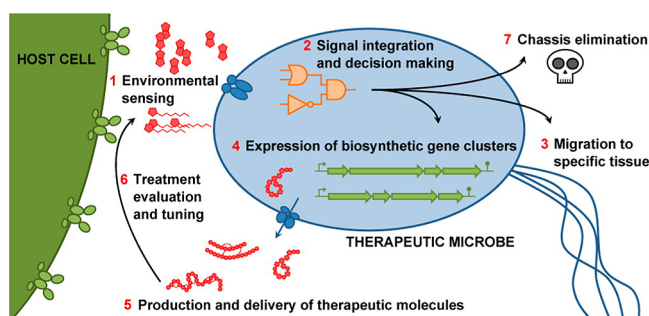 HOST CELL
1 Environmental
sensing
2 Signal integration
and decision making
7 Chassis elimination
3 Migration to
specific tissue
4 Expression of biosynthetic gene clusters
6 Treatment
evaluation
and tuning
THERAPEUTIC MICROBE
5 Production and delivery of therapeutic molecules